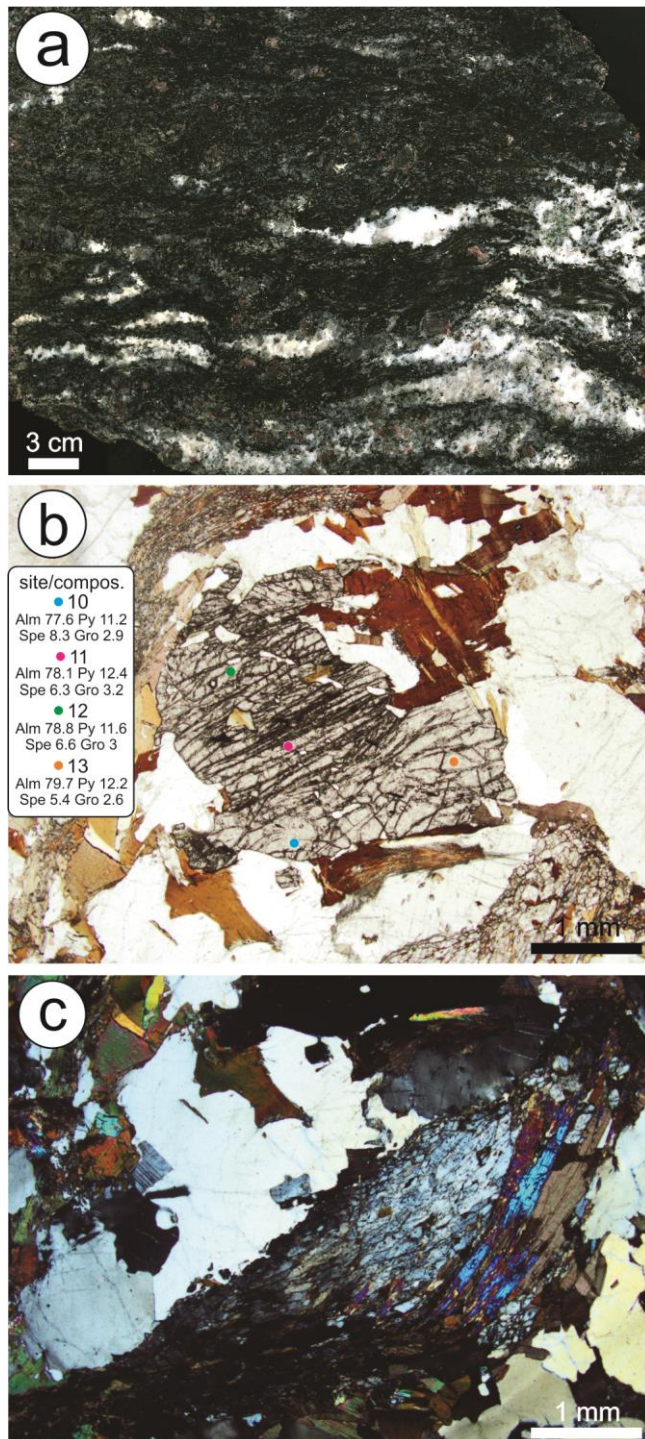 a
3 cm
b
site/compos.
10
Alm 77.6 Py 11.2
Spe 8.3 Gro 2.9
11
Alm 78.1 Py 12.4
Spe 6.3 Gro 3.2
12
Alm 78.8 Py 11.6
Spe 6.6 Gro 3
13
Alm 79.7 Py 12.2
Spe 5.4 Gro 2.6
1 mm
c
1 mm